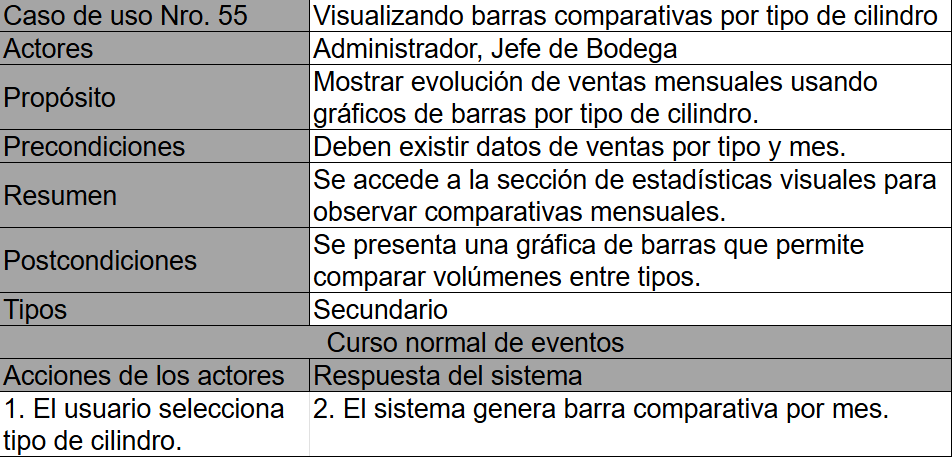 Caso de uso Nro. 55
Visualizando barras comparativas por tipo de cilindro
Actores
Administrador, Jefe de Bodega
Propósito
Mostrar evolución de ventas mensuales usando
gráficos de barras por tipo de cilindro.
Precondiciones
Deben existir datos de ventas por tipo y mes.
Resumen
Se accede a la sección de estadísticas visuales para
observar comparativas mensuales.
Postcondiciones
Se presenta una gráfica de barras que permite
comparar volúmenes entre tipos.
Tipos
Secundario
Curso normal de eventos
Acciones de los actores
Respuesta del sistema
1. El usuario selecciona
tipo de cilindro.
2. El sistema genera barra comparativa por mes.